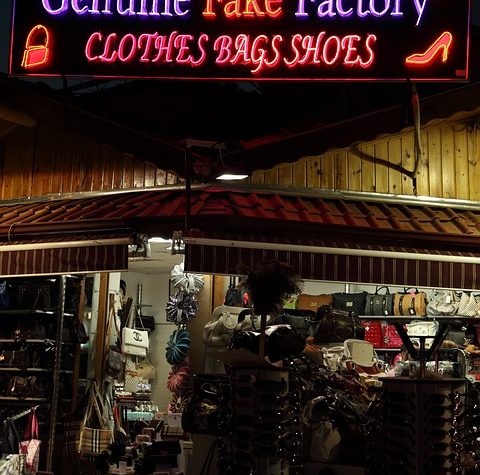 Genuine Fake Factory
CLOTHES BAGS SHOES